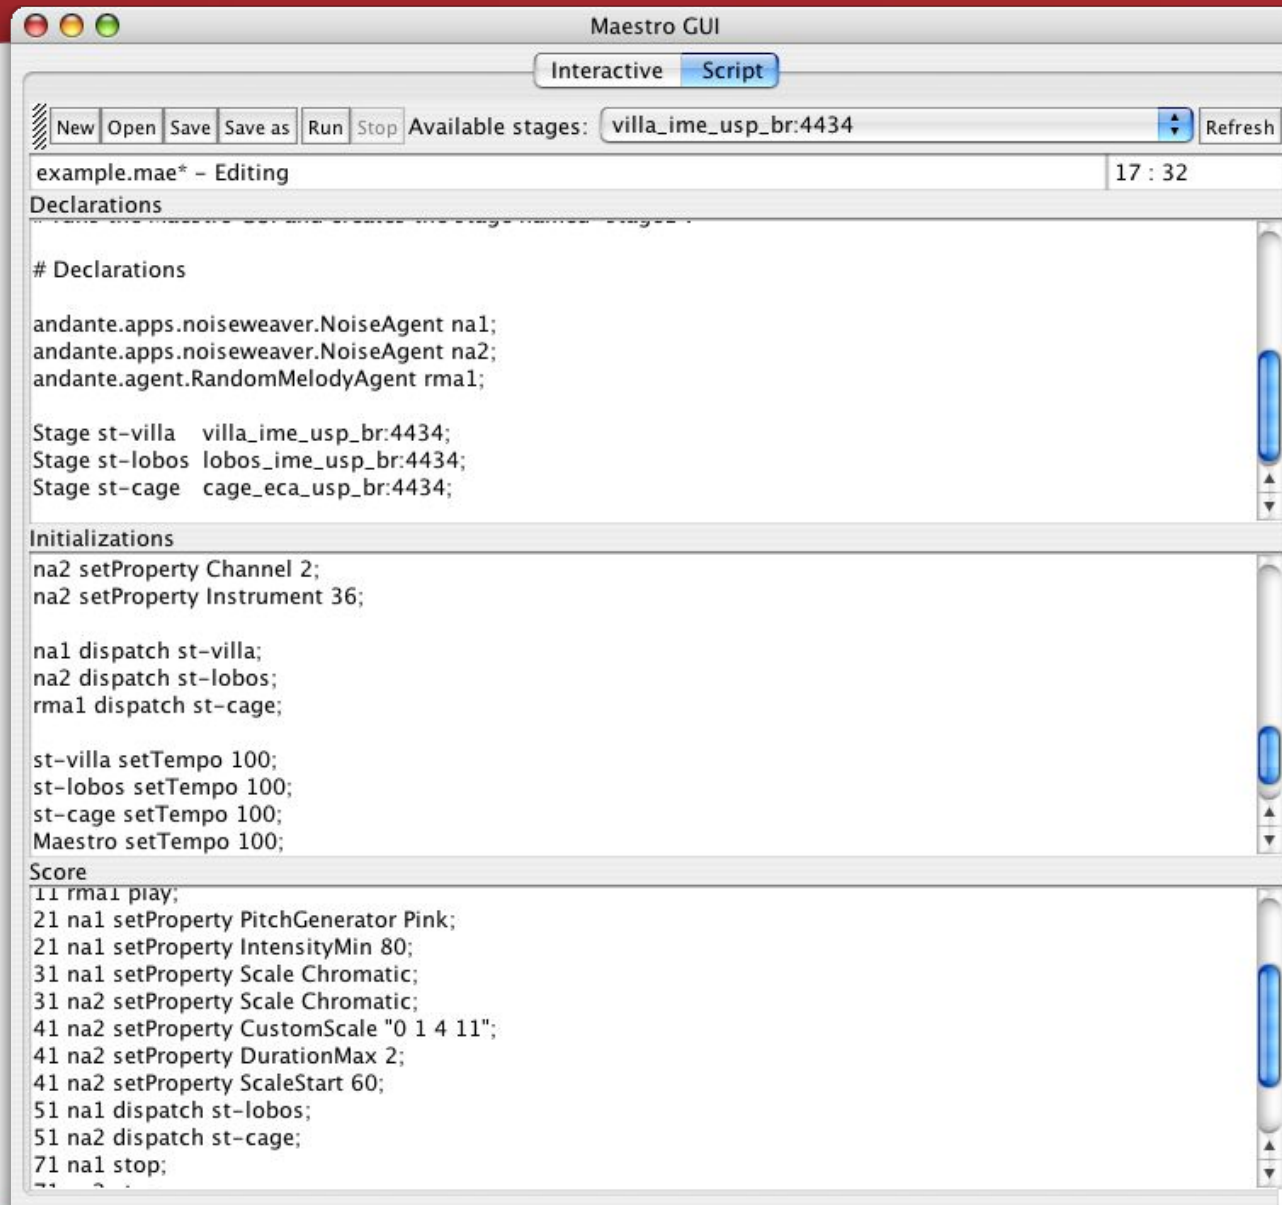 Maestro GUI
Interactive Script
New Open Save Save as Run Stop Available stages: villa_ime_usp_br:4434 Refresh
example.mae* – Editing 17 : 32
Declarations
# Declarations
andante.apps.noiseweaver.NoiseAgent na1;
andante.apps.noiseweaver.NoiseAgent na2;
andante.agent.RandomMelodyAgent rma1;
Stage st-villa villa_ime_usp_br:4434;
Stage st-lobos lobos_ime_usp_br:4434;
Stage st-cage cage_eca_usp_br:4434;
Initializations
na2 setProperty Channel 2;
na2 setProperty Instrument 36;
na1 dispatch st-villa;
na2 dispatch st-lobos;
rma1 dispatch st-cage;
st-villa setTempo 100;
st-lobos setTempo 100;
st-cage setTempo 100;
Maestro setTempo 100;
Score
11 rma1 play;
21 na1 setProperty PitchGenerator Pink;
21 na1 setProperty IntensityMin 80;
31 na1 setProperty Scale Chromatic;
31 na2 setProperty Scale Chromatic;
41 na2 setProperty CustomScale "0 1 4 11";
41 na2 setProperty DurationMax 2;
41 na2 setProperty ScaleStart 60;
51 na1 dispatch st-lobos;
51 na2 dispatch st-cage;
71 na1 stop;